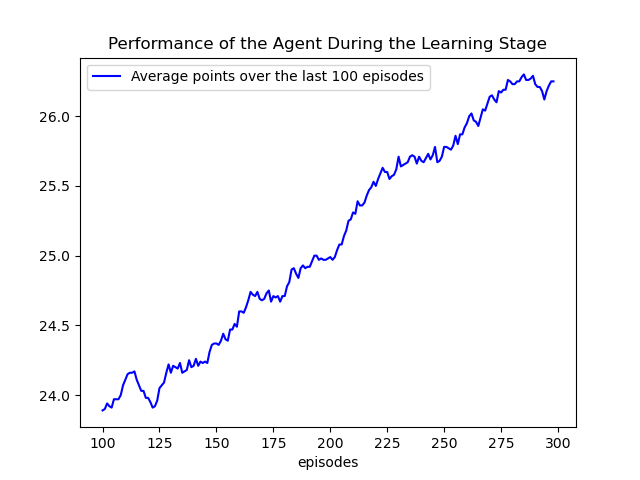 Performance of the Agent During the Learning Stage
Average points over the last 100 episodes
26.0
25.5
25.0
24.5
24.0
100 125 150 175 200 225 250 275 300
episodes